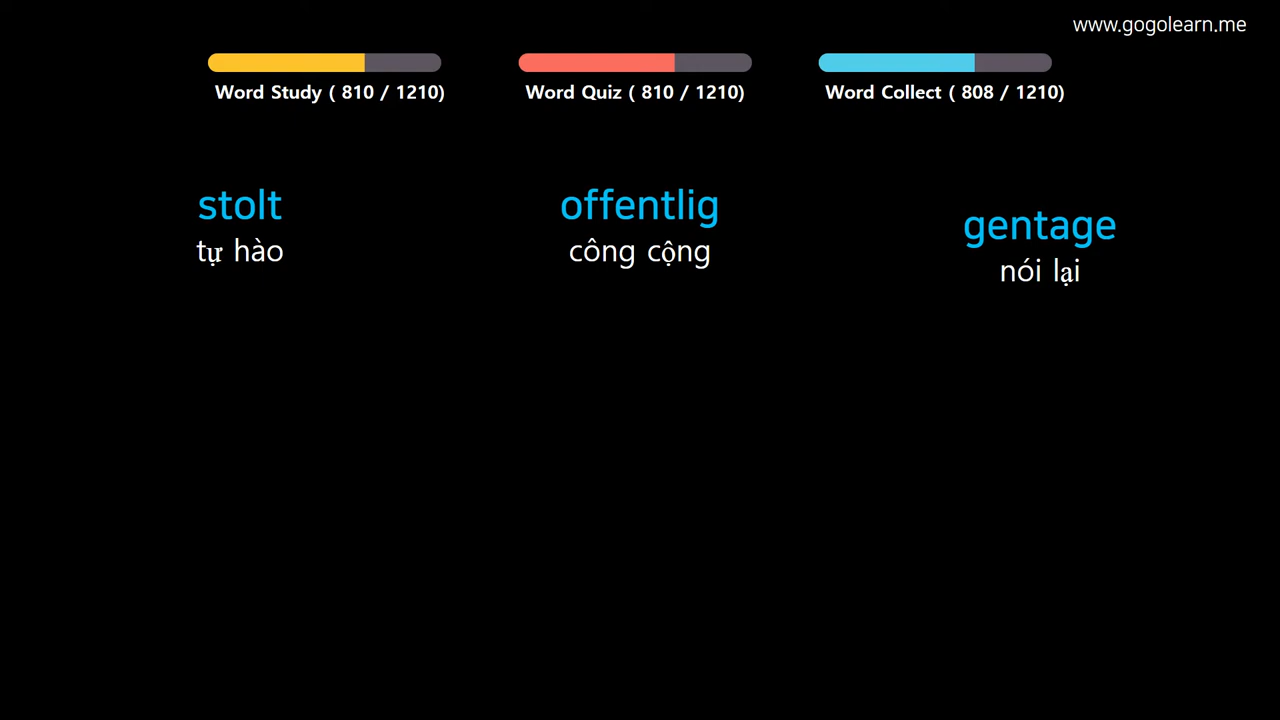 www.gogolearn.me
Word Study ( 810 / 1210)
Word Quiz ( 810 / 1210)
Word Collect ( 808 / 1210)
stolt
tự hào
offentlig
công cộng
gentage
nói lại